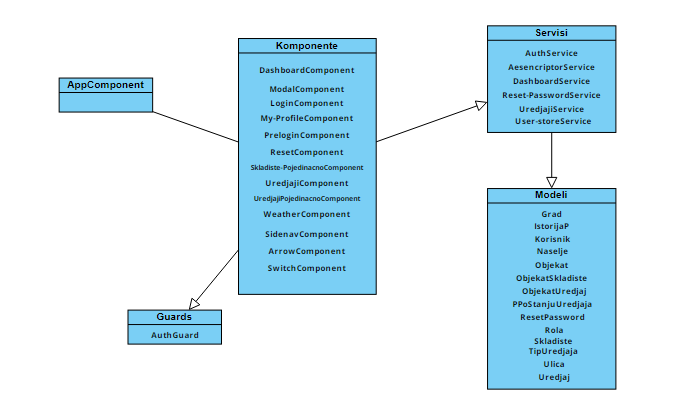 AppComponent
Komponente
DashboardComponent
ModalComponent
LoginComponent
My-ProfileComponent
PreloginComponent
ResetComponent
Skladiste-PojedinacnoComponent
UredjajiComponent
UredjajiPojedinacnoComponent
WeatherComponent
SidenavComponent
ArrowComponent
SwitchComponent
Guards
AuthGuard
Servisi
AuthService
AesencriptorService
DashboardService
Reset-PasswordService
UredjajiService
User-storeService
Modeli
Grad
IstorijaP
Korisnik
Naselje
Objekat
ObjekatSkladiste
ObjekatUredjaj
PPoStanjuUredjaja
ResetPassword
Rola
Skladiste
TipUredjaja
Ulica
Uredjaj